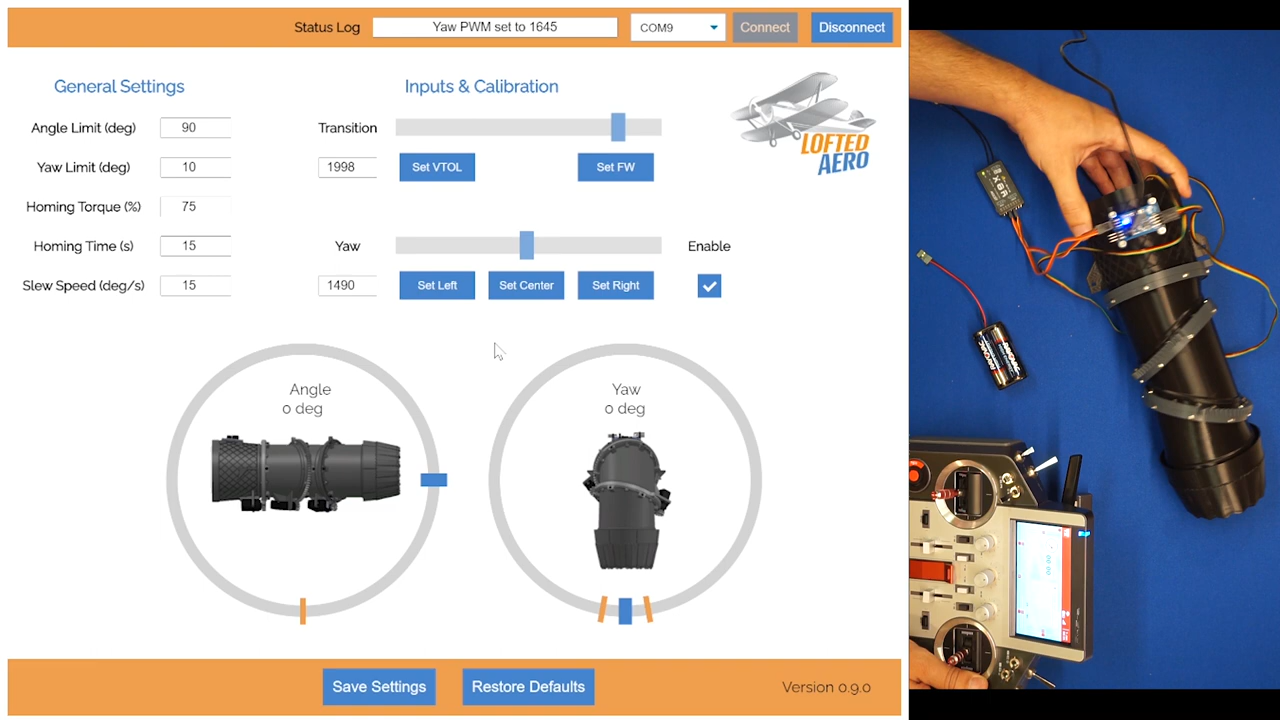 Status Log
Yaw PWM set to 1645
COM9
Connect
Disconnect
General Settings
Inputs & Calibration
Angle Limit (deg)
90
Transition
Yaw Limit (deg)
10
1998
Set VTOL
Set FW
LOFTED
AERO
Homing Torque (%)
75
Homing Time (s)
15
Yaw
Enable
Slew Speed (deg/s)
15
1490
Set Left
Set Center
Set Right
Angle
0 deg
Yaw
0 deg
Save Settings
Restore Defaults
Version 0.9.0
X8R
RAYOVAC